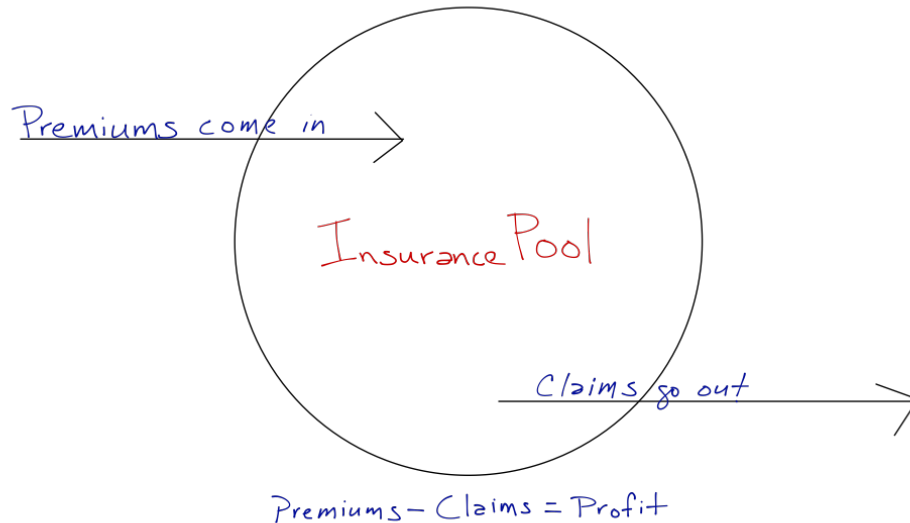 Premiums come in
Insurance Pool
Claims go out
Premiums - Claims = Profit